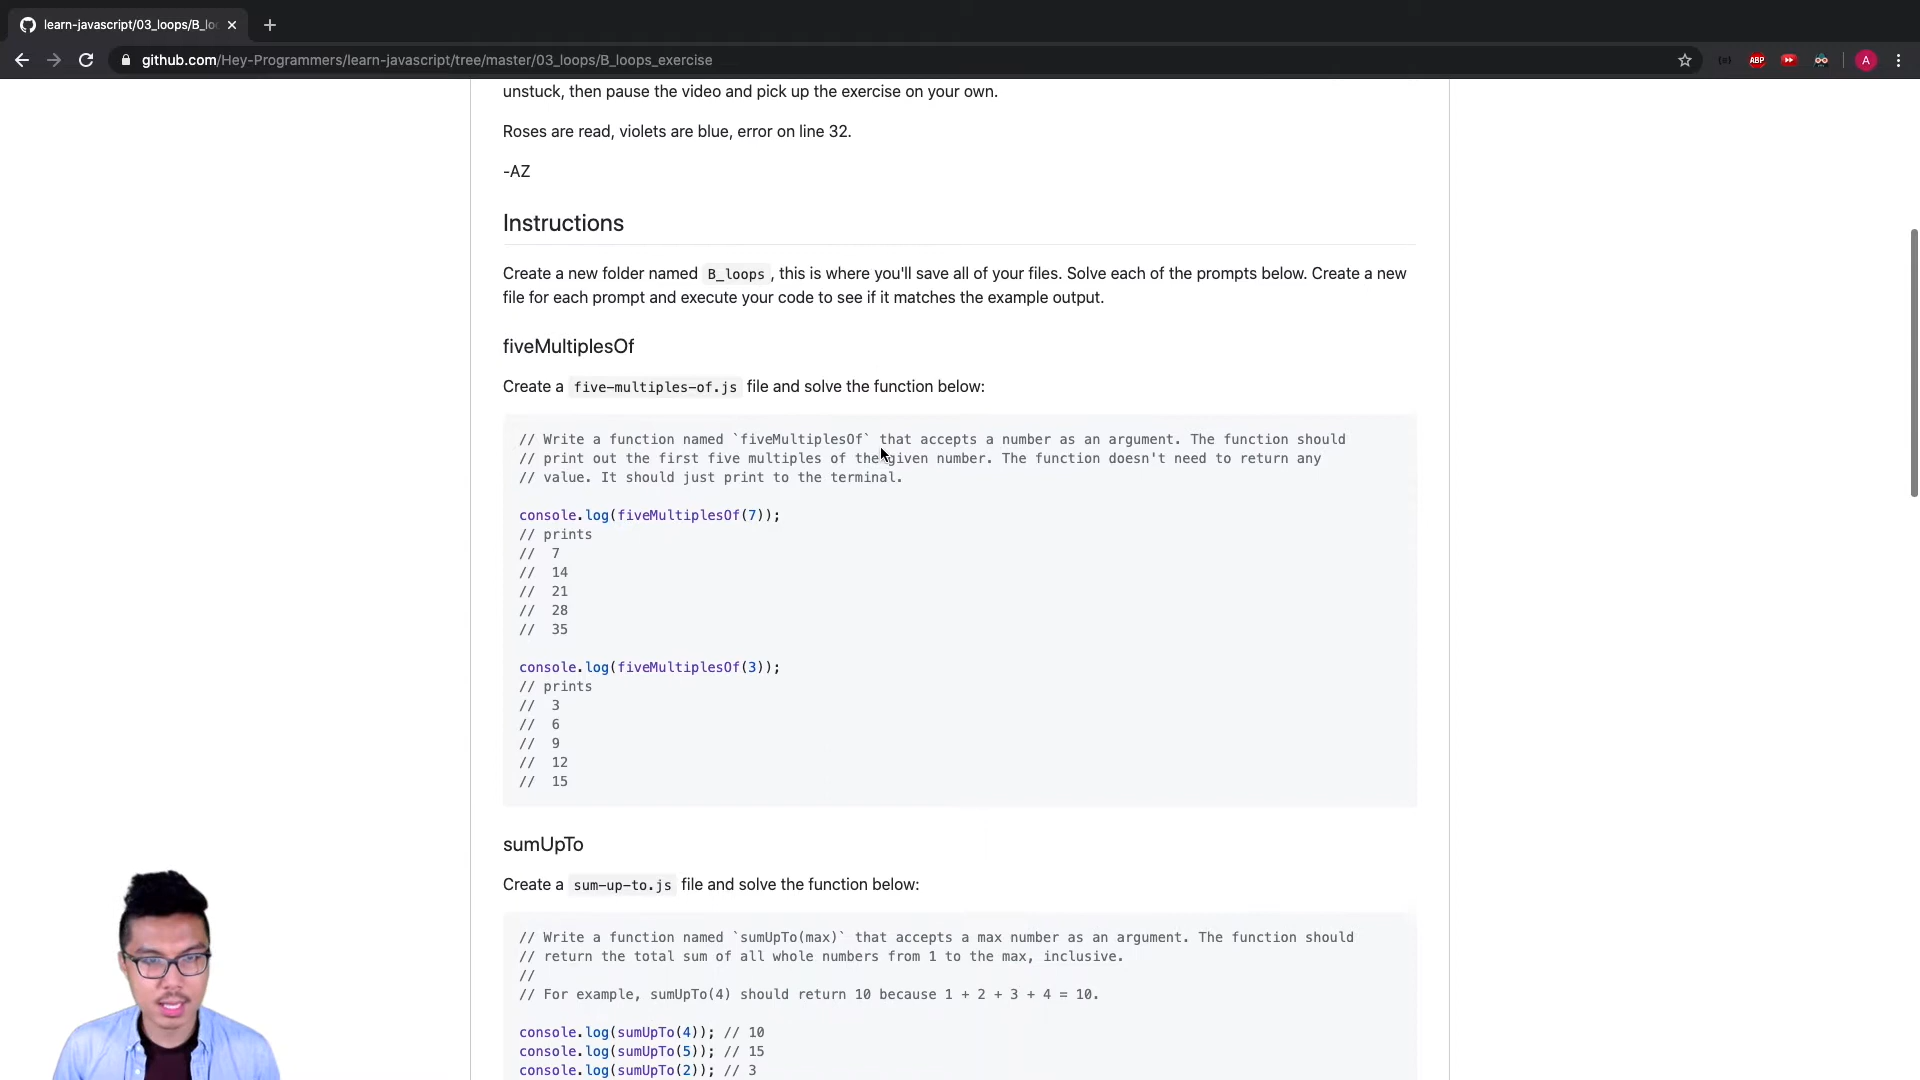 learn-javascript/03_loops/B_lo
github.com/Hey-Programmers/learn-javascript/tree/master/03_loops/B_loops_exercise
ABP
A
unstuck, then pause the video and pick up the exercise on your own.
Roses are read, violets are blue, error on line 32.
-AZ
Instructions
Create a new folder named B_loops , this is where you'll save all of your files. Solve each of the prompts below. Create a new
file for each prompt and execute your code to see if it matches the example output.
fiveMultiplesOf
Create a five-multiples-of.js file and solve the function below:
// Write a function named `fiveMultiplesOf` that accepts a number as an argument. The function should
// print out the first five multiples of the given number. The function doesn't need to return any
// value. It should just print to the terminal.
console.log(fiveMultiplesOf(7));
// prints
// 7
// 14
// 21
// 28
// 35
console.log(fiveMultiplesOf(3));
// prints
// 3
// 6
// 9
// 12
// 15
sumUpTo
Create a sum-up-to.js file and solve the function below:
// Write a function named `sumUpTo(max)` that accepts a max number as an argument. The function should
// return the total sum of all whole numbers from 1 to the max, inclusive.
//
// For example, sumUpTo(4) should return 10 because 1 + 2 + 3 + 4 = 10.
console.log(sumUpTo(4)); // 10
console.log(sumUpTo(5)); // 15
console.log(sumUpTo(2)); // 3